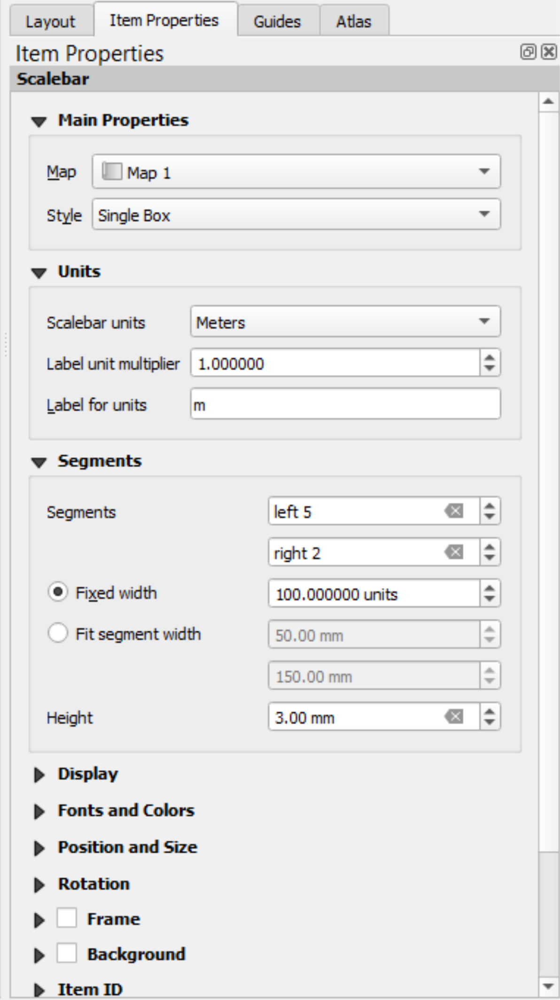 Layout Item Properties Guides Atlas
Item Properties
Scalebar
Main Properties
Map Map 1
Style Single Box
Units
Scalebar units Meters
Label unit multiplier 1.000000
Label for units m
Segments
Segments left 5
right 2
Fixed width 100.000000 units
Fit segment width 50.00 mm
150.00 mm
Height 3.00 mm
Display
Fonts and Colors
Position and Size
Rotation
Frame
Background
Item ID